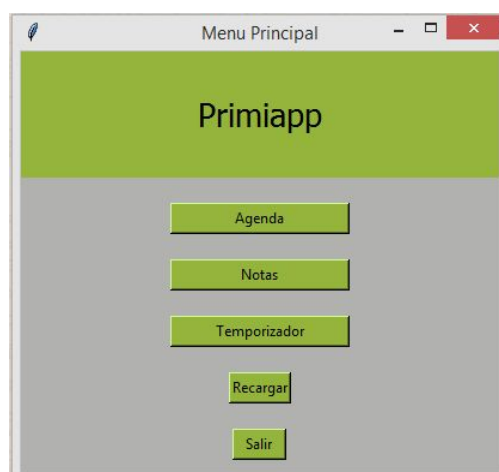 Menu Principal
Primiapp
Agenda
Notas
Temporizador
Recargar
Salir